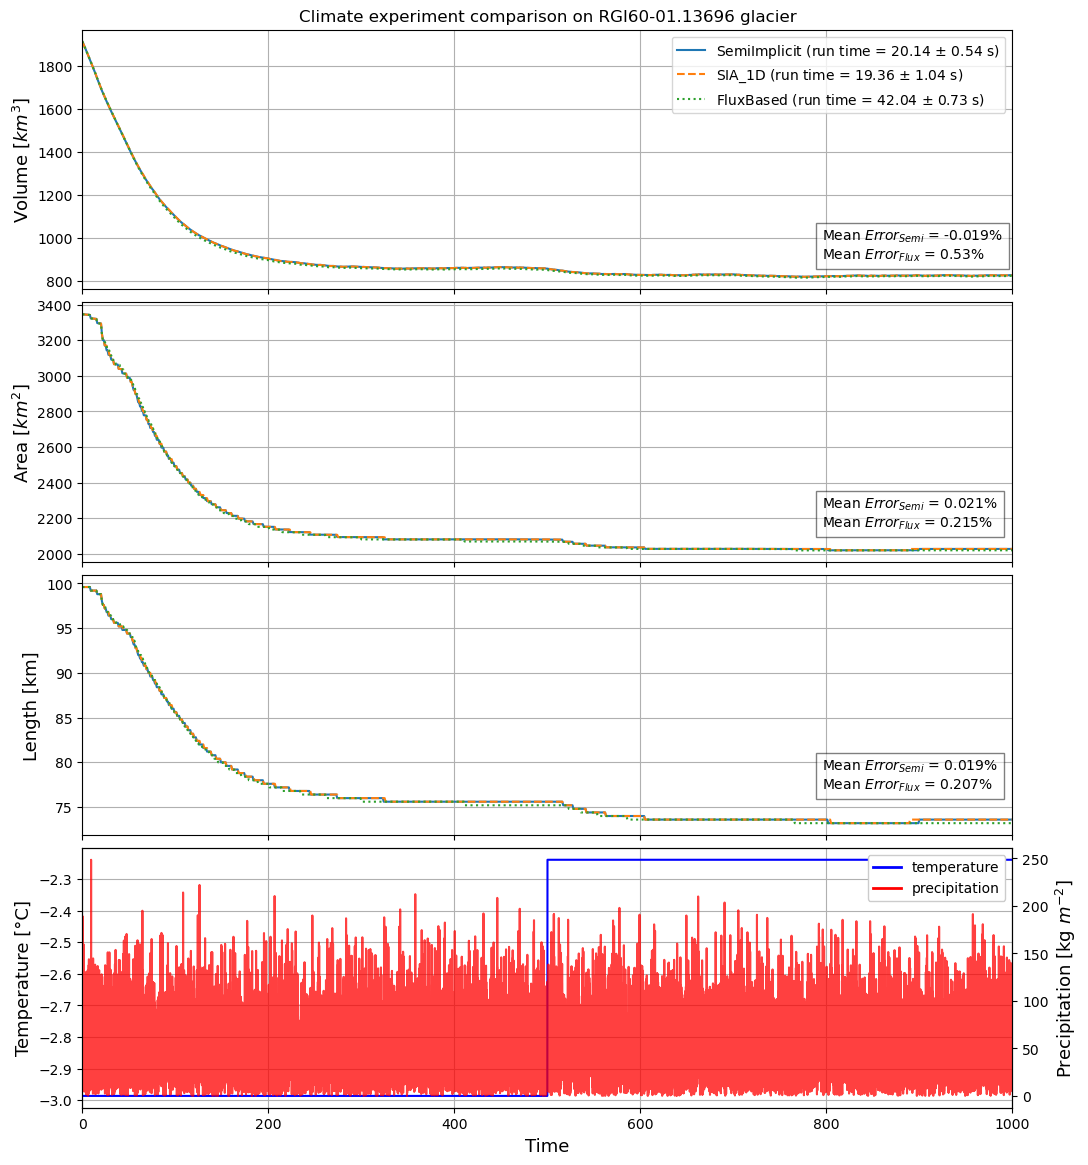 Climate experiment comparison on RGI60-01.13696 glacier
Volume [km³]
1800
1600
1400
1200
1000
800
SemiImplicit (run time = 20.14 ± 0.54 s)
SIA_1D (run time = 19.36 ± 1.04 s)
FluxBased (run time = 42.04 ± 0.73 s)
Mean Error_Semi = -0.019%
Mean Error_Flux = 0.53%
Area [km²]
3400
3200
3000
2800
2600
2400
2200
2000
Mean Error_Semi = 0.021%
Mean Error_Flux = 0.215%
Length [km]
100
95
90
85
80
75
Mean Error_Semi = 0.019%
Mean Error_Flux = 0.207%
Temperature [°C]
−2.3
−2.4
−2.5
−2.6
−2.7
−2.8
−2.9
−3.0
temperature
precipitation
250
200
150
100
50
0
Precipitation [kg m⁻²]
0 200 400 600 800 1000
Time